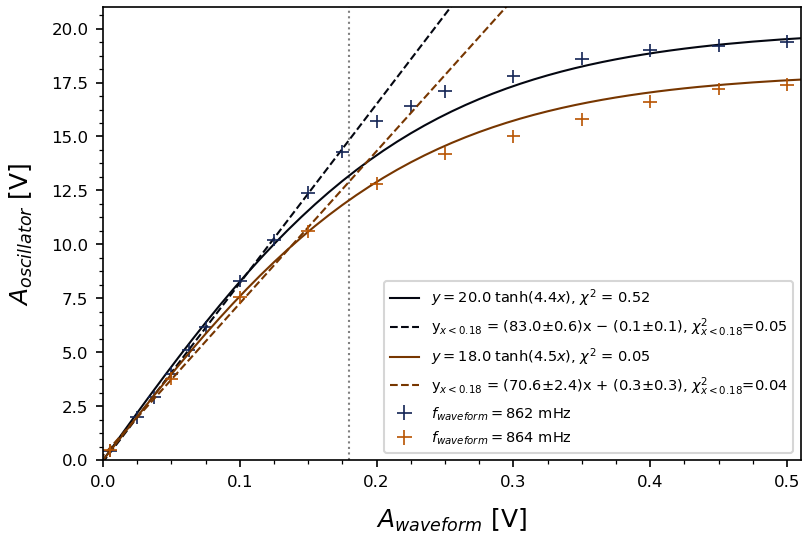 20.0
17.5
15.0
12.5
10.0
7.5
5.0
2.5
0.0
A_oscillator [V]
0.0 0.1 0.2 0.3 0.4 0.5
A_waveform [V]
y = 20.0 tanh(4.4x), χ² = 0.52
y_{x<0.18} = (83.0±0.6)x − (0.1±0.1), χ²_{x<0.18}=0.05
y = 18.0 tanh(4.5x), χ² = 0.05
y_{x<0.18} = (70.6±2.4)x + (0.3±0.3), χ²_{x<0.18}=0.04
f_waveform = 862 mHz
f_waveform = 864 mHz